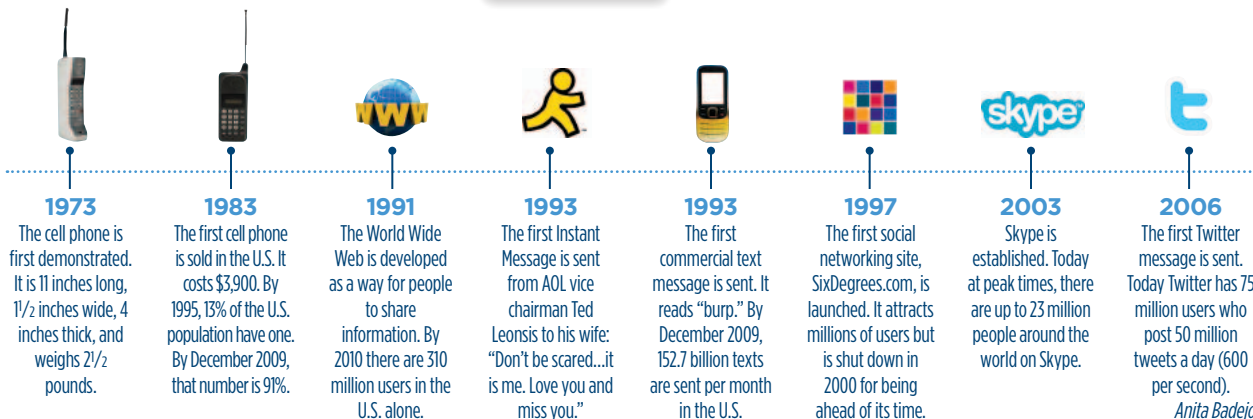 WWW
skype
t
1973
The cell phone is
first demonstrated.
It is 11 inches long,
1 1/2 inches wide, 4
inches thick, and
weighs 2 1/2
pounds.
1983
The first cell phone
is sold in the U.S. It
costs $3,900. By
1995, 13% of the U.S.
population have one.
By December 2009,
that number is 91%.
1991
The World Wide
Web is developed
as a way for people
to share
information. By
2010 there are 310
million users in the
U.S. alone.
1993
The first Instant
Message is sent
from AOL vice
chairman Ted
Leonsis to his wife:
“Don’t be scared...it
is me. Love you and
miss you.”
1993
The first
commercial text
message is sent. It
reads “burp.” By
December 2009,
152.7 billion texts
are sent per month
in the U.S.
1997
The first social
networking site,
SixDegrees.com, is
launched. It attracts
millions of users but
is shut down in
2000 for being
ahead of its time.
2003
Skype is
established. Today
at peak times, there
are up to 23 million
people around the
world on Skype.
2006
The first Twitter
message is sent.
Today Twitter has 75
million users who
post 50 million
tweets a day (600
per second).
Anita Badejo